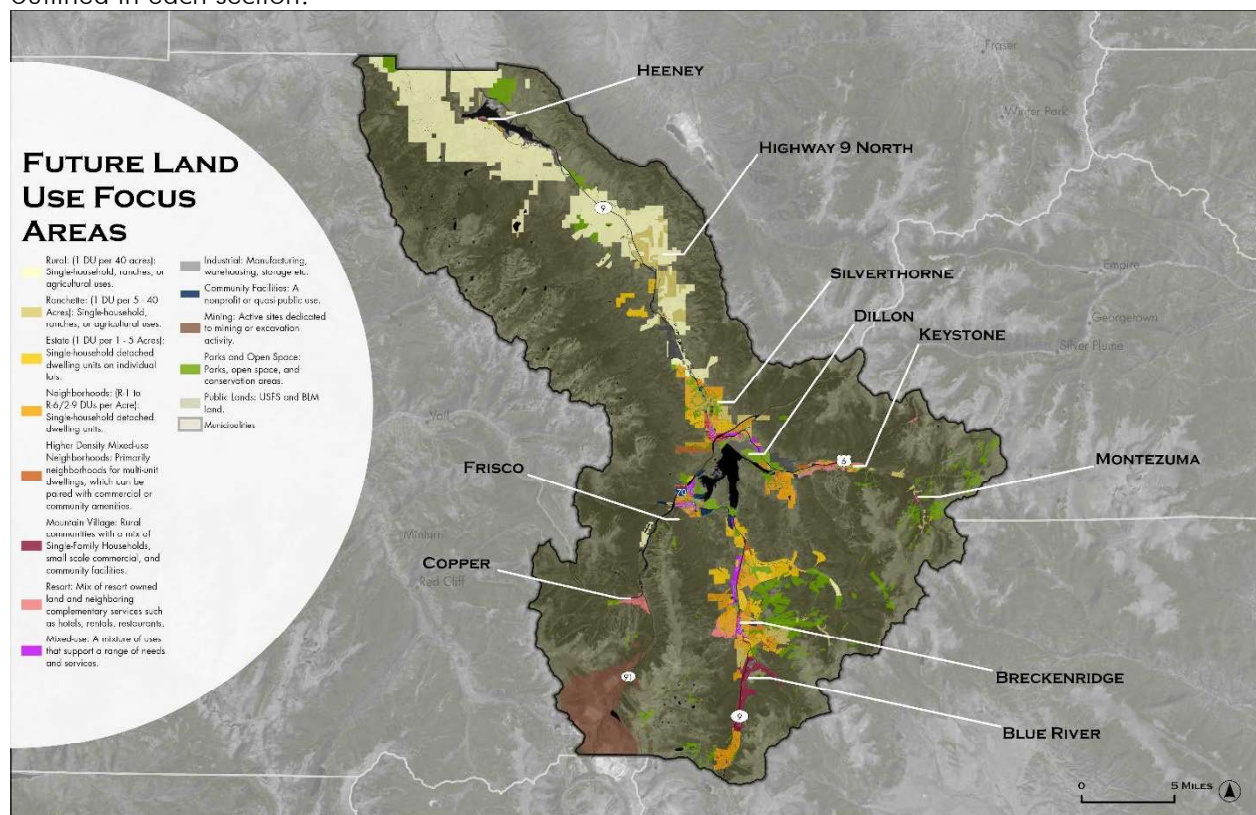 outlined in each section.
FUTURE LAND
USE FOCUS
AREAS
Rural: (1 DU per 40 acres):
Single-household, ranches, or
agricultural uses.
Ranchette: (1 DU per 5 - 40
Acres): Single-household,
ranches, or agricultural uses.
Estate (1 DU per 1 - 5 Acres):
Single-household detached
dwelling units on individual
lots.
Neighborhoods: (R-1 to
R-6/2-9 DUs per Acre):
Single-household detached
dwelling units.
Higher Density Mixed-use
Neighborhoods: Primarily
neighborhoods for multi-unit
dwellings, which can be
paired with commercial or
community amenities.
Mountain Village: Rural
communities with a mix of
Single-Family Households,
small scale commercial, and
community facilities.
Resort: Mix of resort owned
land and neighboring
complementary services such
as hotels, rentals, restaurants,
Mixed-use: A mixture of uses
that support a range of needs
and services.
Industrial: Manufacturing,
warehousing, storage etc.
Community Facilities: A
nonprofit or quasi-public use.
Mining: Active sites dedicated
to mining or excavation
activity.
Parks and Open Space:
Parks, open space, and
conservation areas.
Public Lands: USFS and BLM
land.
Municipalities
HEENEY
HIGHWAY 9 NORTH
SILVERTHORNE
DILLON
KEYSTONE
MONTEZUMA
FRISCO
COPPER
BRECKENRIDGE
BLUE RIVER
Fraser
Winter Park
Empire
Georgetown
Silver Plume
Vail
Minturn
Red Cliff
9
6
70
91
9
0 5 MILES